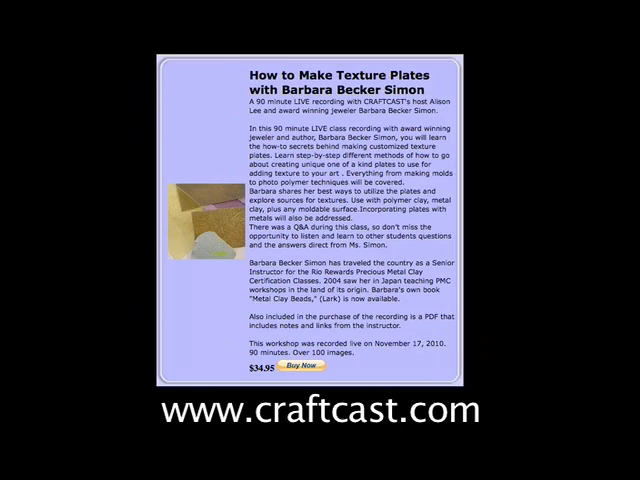 How to Make Texture Plates
with Barbara Becker Simon
A 90 minute LIVE recording with CRAFTCAST's host Alison
Lee and award winning jeweler Barbara Becker Simon.
In this 90 minute LIVE class recording with award winning
jeweler and author, Barbara Becker Simon, you will learn
the how-to secrets behind making customized texture
plates. Learn step-by-step different methods of how to go
about creating unique one of a kind plates to use for
adding texture to your art . Everything from making molds
to photo polymer techniques will be covered.
Barbara shares her best ways to utilize the plates and
explore sources for textures. Use with polymer clay, metal
clay, plus any moldable surface.Incorporating plates with
metals will also be addressed.
There was a Q&A during this class, so don't miss the
opportunity to listen and learn to other students questions
and the answers direct from Ms. Simon.
Barbara Becker Simon has traveled the country as a Senior
Instructor for the Rio Rewards Precious Metal Clay
Certification Classes. 2004 saw her in Japan teaching PMC
workshops in the land of its origin. Barbara's own book
"Metal Clay Beads," (Lark) is now available.
Also included in the purchase of the recording is a PDF that
includes notes and links from the instructor.
This workshop was recorded live on November 17, 2010.
90 minutes. Over 100 images.
$34.95 Buy Now
www.craftcast.com